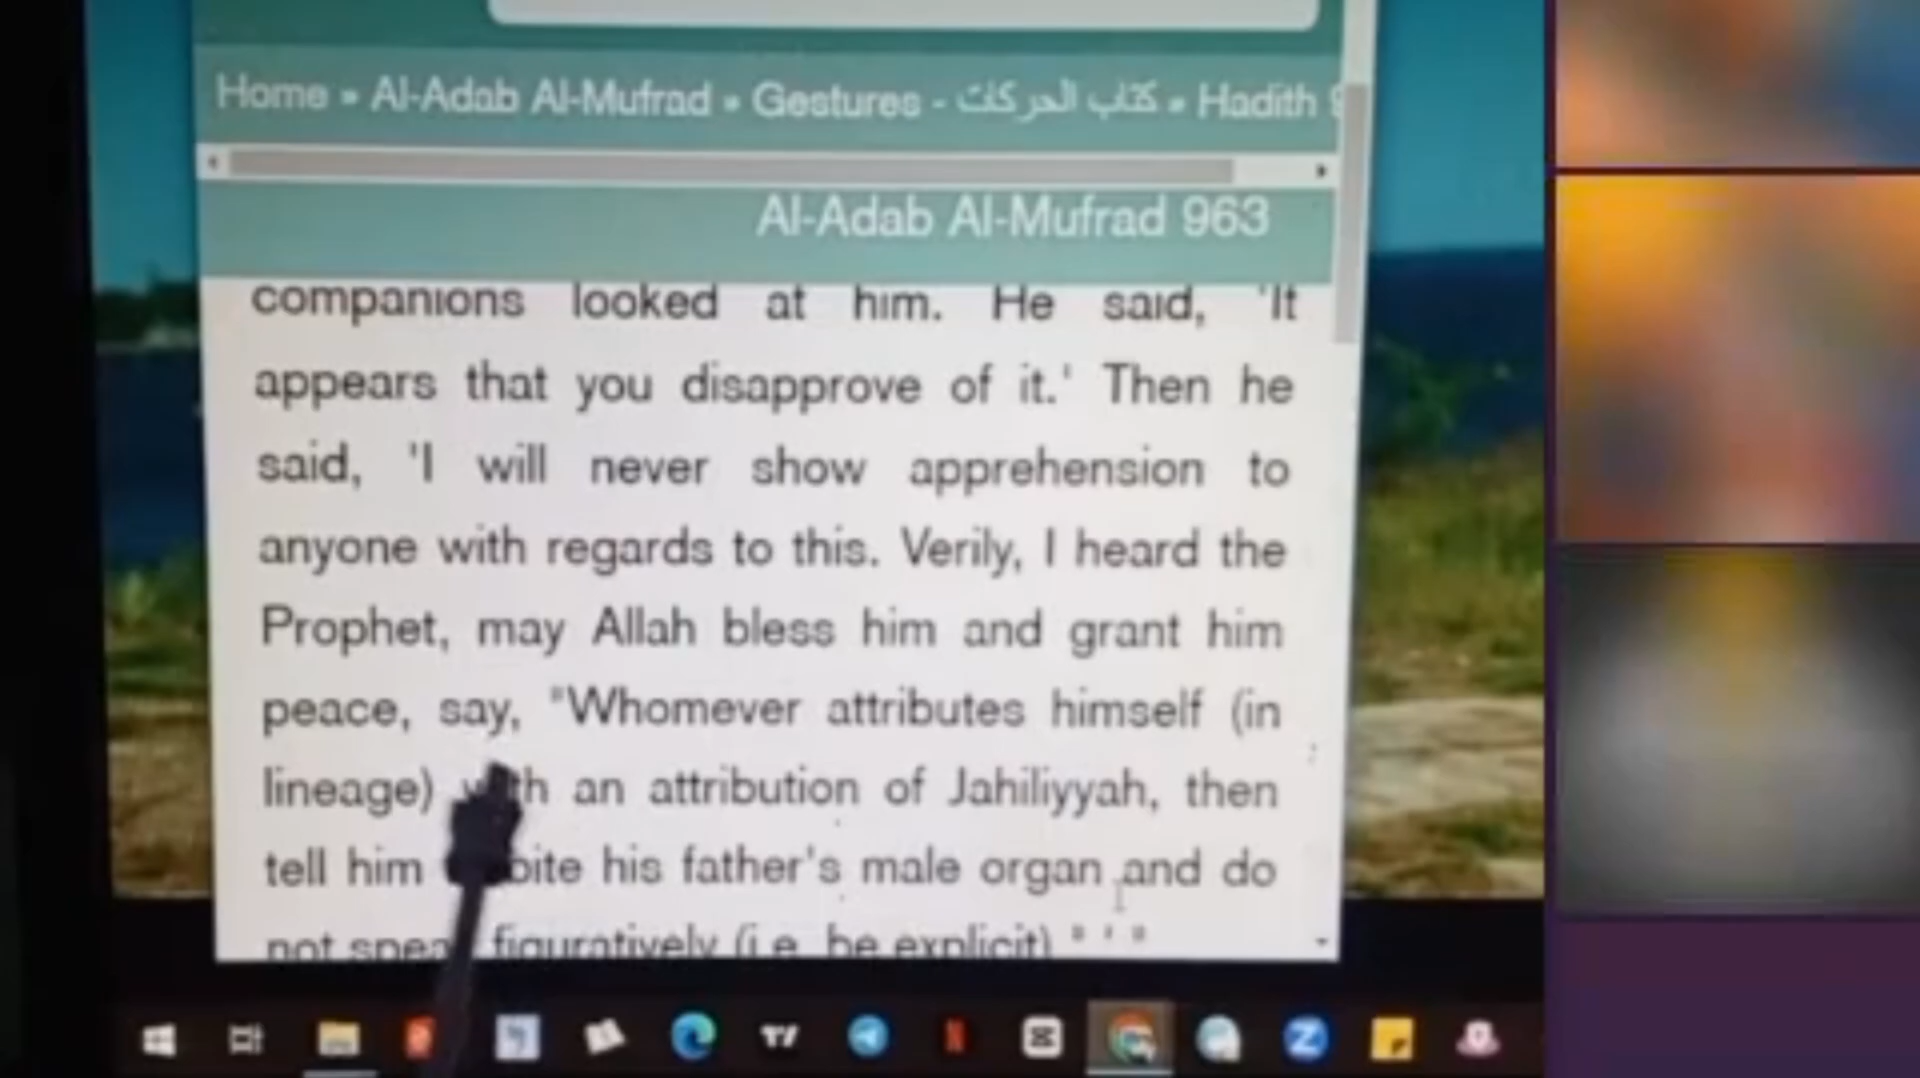 Home » Al-Adab Al-Mufrad » Gestures - كتاب الحركات » Hadith 9
Al-Adab Al-Mufrad 963
companions looked at him. He said, 'It
appears that you disapprove of it.' Then he
said, 'I will never show apprehension to
anyone with regards to this. Verily, I heard the
Prophet, may Allah bless him and grant him
peace, say, "Whomever attributes himself (in
lineage) with an attribution of Jahiliyyah, then
tell him bite his father's male organ and do
not speak figuratively (i.e. be explicit)." ' "